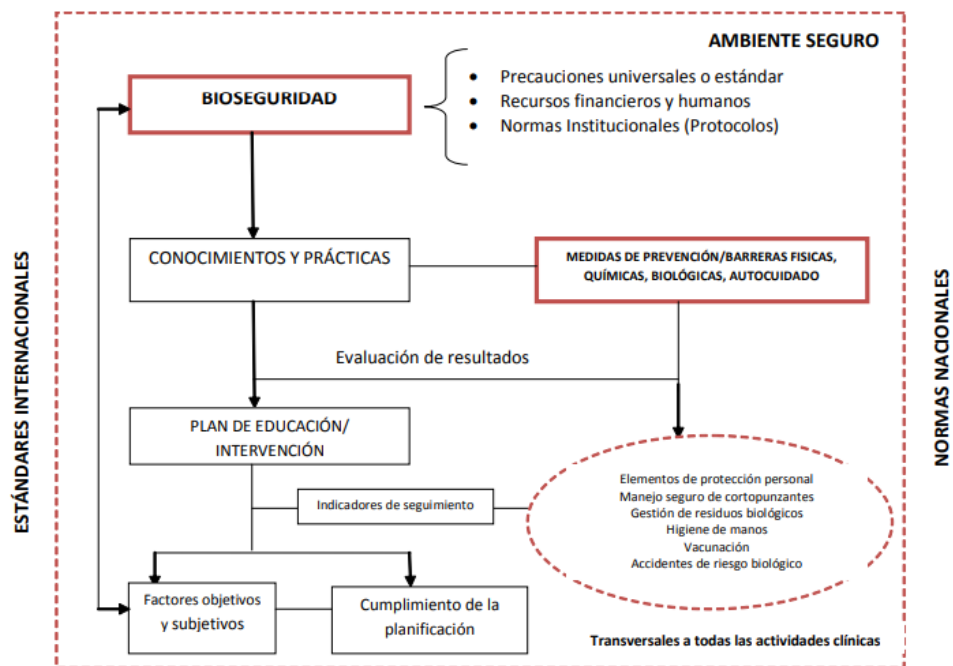 AMBIENTE SEGURO
BIOSEGURIDAD
• Precauciones universales o estándar
• Recursos financieros y humanos
• Normas Institucionales (Protocolos)
CONOCIMIENTOS Y PRÁCTICAS
MEDIDAS DE PREVENCIÓN/BARRERAS FISICAS,
QUÍMICAS, BIOLÓGICAS, AUTOCUIDADO
ESTÁNDARES INTERNACIONALES
NORMAS NACIONALES
Evaluación de resultados
PLAN DE EDUCACIÓN/
INTERVENCIÓN
Indicadores de seguimiento
Elementos de protección personal
Manejo seguro de cortopunzantes
Gestión de residuos biológicos
Higiene de manos
Vacunación
Accidentes de riesgo biológico
Factores objetivos
y subjetivos
Cumplimiento de la
planificación
Transversales a todas las actividades clínicas